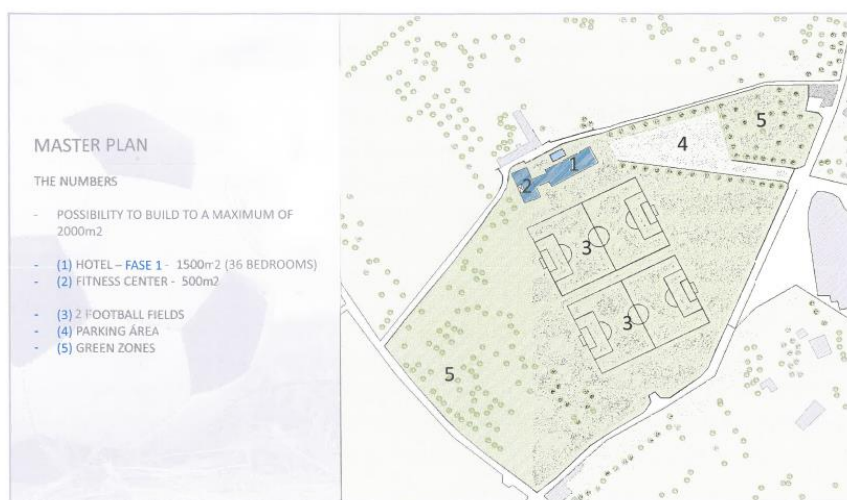 MASTER PLAN
THE NUMBERS
- POSSIBILITY TO BUILD TO A MAXIMUM OF
2000m2
- (1) HOTEL – FASE 1 - 1500m2 (36 BEDROOMS)
- (2) FITNESS CENTER - 500m2
- (3) 2 FOOTBALL FIELDS
- (4) PARKING ÁREA
- (5) GREEN ZONES
5
4
1
2
3
3
5